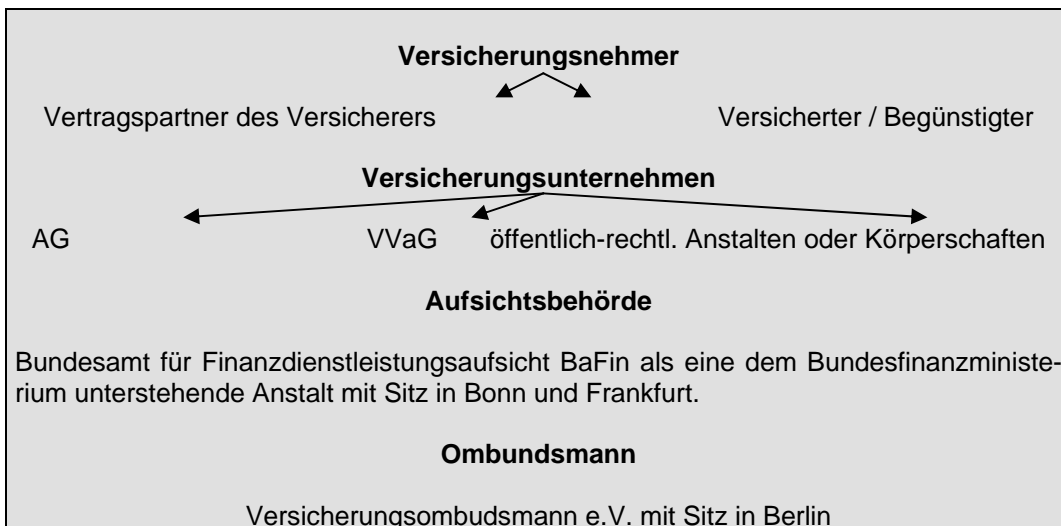 Versicherungsnehmer
Vertragspartner des Versicherers Versicherter / Begünstigter
Versicherungsunternehmen
AG VVaG öffentlich-rechtl. Anstalten oder Körperschaften
Aufsichtsbehörde
Bundesamt für Finanzdienstleistungsaufsicht BaFin als eine dem Bundesfinanzministe-
rium unterstehende Anstalt mit Sitz in Bonn und Frankfurt.
Ombundsmann
Versicherungsombudsmann e.V. mit Sitz in Berlin